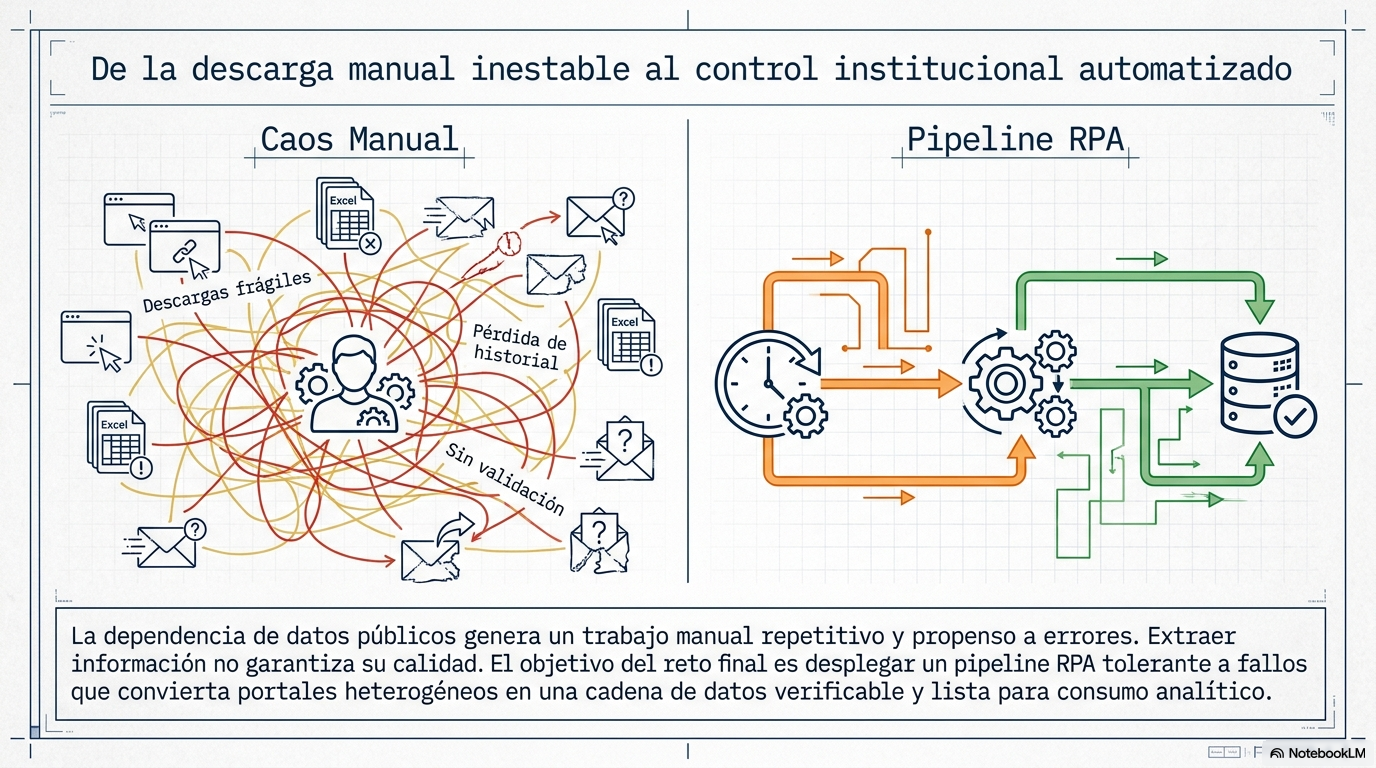 De la descarga manual inestable al control institucional automatizado
Caos Manual
Excel
Descargas frágiles
Pérdida de
historial
Excel
Excel
Sin validación
Pipeline RPA
La dependencia de datos públicos genera un trabajo manual repetitivo y propenso a errores. Extraer
información no garantiza su calidad. El objetivo del reto final es desplegar un pipeline RPA tolerante a fallos
que convierta portales heterogéneos en una cadena de datos verificable y lista para consumo analítico.
NotebookLM